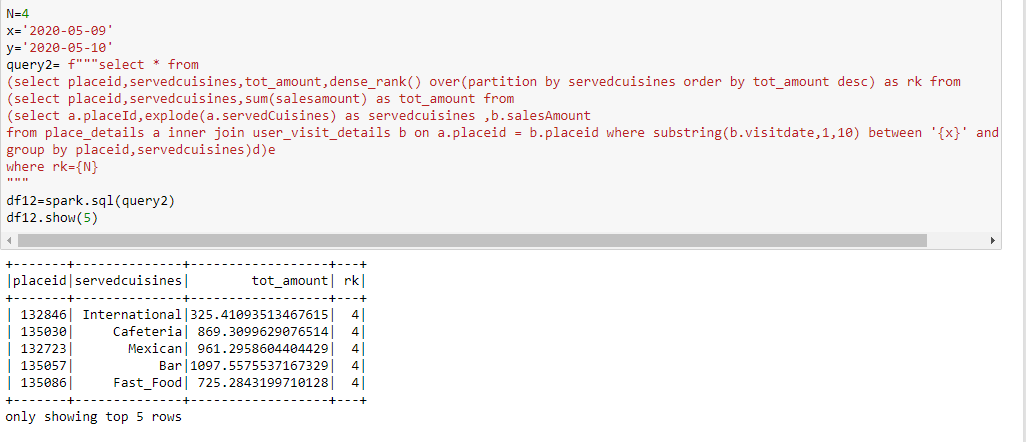 N=4
x='2020-05-09'
y='2020-05-10'
query2= f"""select * from
(select placeid,servedcuisines,tot_amount,dense_rank() over(partition by servedcuisines order by tot_amount desc) as rk from
(select placeid,servedcuisines,sum(salesamount) as tot_amount from
(select a.placeId,explode(a.servedCuisines) as servedcuisines ,b.salesAmount
from place_details a inner join user_visit_details b on a.placeid = b.placeid where substring(b.visitdate,1,10) between '{x}' and
group by placeid,servedcuisines)d)e
where rk={N}
"""
df12=spark.sql(query2)
df12.show(5)
+-------+--------------+-----------------+---+
|placeid|servedcuisines|       tot_amount| rk|
+-------+--------------+-----------------+---+
| 132846| International|325.41093513467615|  4|
| 135030|     Cafeteria| 869.3099629076514|  4|
| 132723|       Mexican| 961.2958604404429|  4|
| 135057|           Bar|1097.5575537167329|  4|
| 135086|     Fast_Food| 725.2843199710128|  4|
+-------+--------------+-----------------+---+
only showing top 5 rows